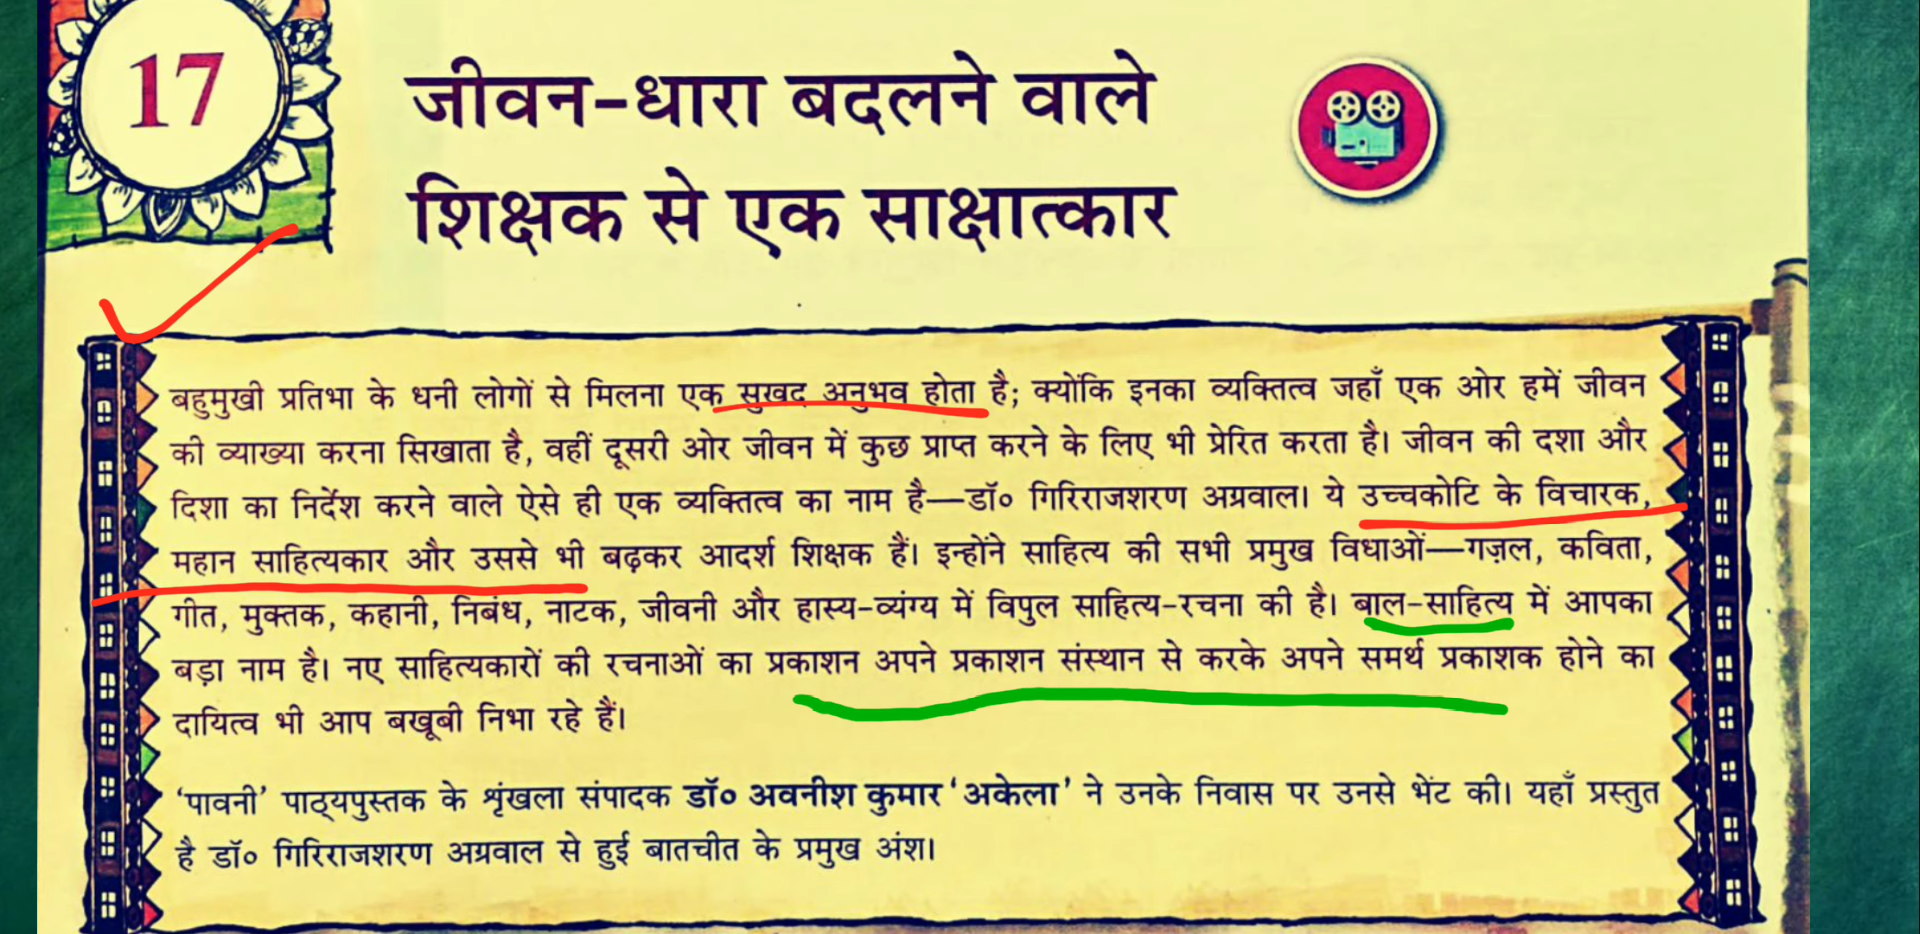 17
जीवन-धारा बदलने वाले
शिक्षक से एक साक्षात्कार
बहुमुखी प्रतिभा के धनी लोगों से मिलना एक सुखद अनुभव होता है; क्योंकि इनका व्यक्तित्व जहाँ एक ओर हमें जीवन
की व्याख्या करना सिखाता है, वहीं दूसरी ओर जीवन में कुछ प्राप्त करने के लिए भी प्रेरित करता है। जीवन की दशा और
दिशा का निर्देश करने वाले ऐसे ही एक व्यक्तित्व का नाम है—डॉ० गिरिराजशरण अग्रवाल। ये उच्चकोटि के विचारक,
महान साहित्यकार और उससे भी बढ़कर आदर्श शिक्षक हैं। इन्होंने साहित्य की सभी प्रमुख विधाओं—गज़ल, कविता,
गीत, मुक्तक, कहानी, निबंध, नाटक, जीवनी और हास्य-व्यंग्य में विपुल साहित्य-रचना की है। बाल-साहित्य में आपका
बड़ा नाम है। नए साहित्यकारों की रचनाओं का प्रकाशन अपने प्रकाशन संस्थान से करके अपने समर्थ प्रकाशक होने का
दायित्व भी आप बखूबी निभा रहे हैं।
‘पावनी’ पाठ्यपुस्तक के शृंखला संपादक डॉ० अवनीश कुमार ‘अकेला’ ने उनके निवास पर उनसे भेंट की। यहाँ प्रस्तुत
है डॉ० गिरिराजशरण अग्रवाल से हुई बातचीत के प्रमुख अंश।